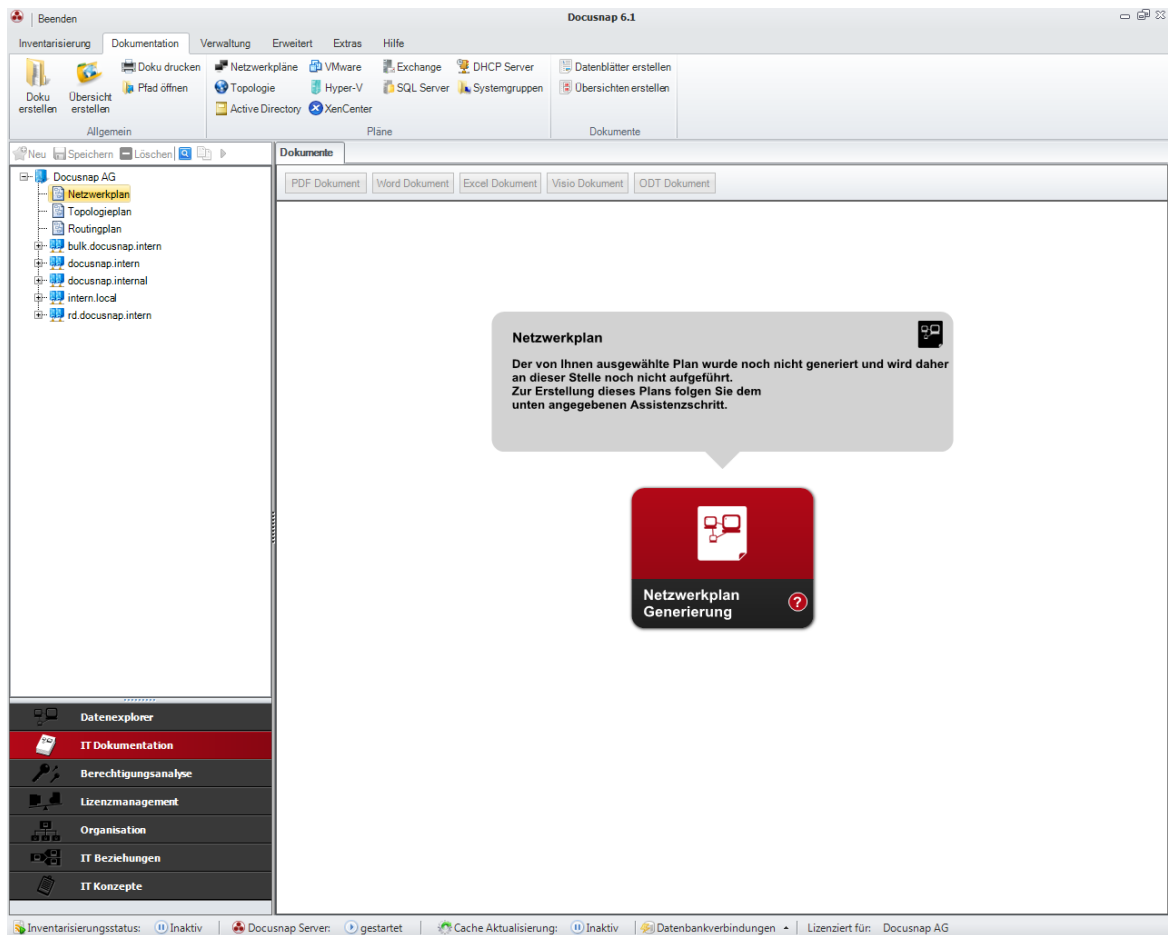 Beenden
Docusnap 6.1
Inventarisierung Dokumentation Verwaltung Erweitert Extras Hilfe
Doku erstellen
Übersicht erstellen
Doku drucken
Pfad öffnen
Allgemein
Netzwerkpläne VMware Exchange DHCP Server
Topologie Hyper-V SQL Server Systemgruppen
Active Directory XenCenter
Pläne
Datenblätter erstellen
Übersichten erstellen
Dokumente
Neu Speichern Löschen
Docusnap AG
Netzwerkplan
Topologieplan
Routingplan
bulk.docusnap.intern
docusnap.intern
docusnap.internal
intern.local
rd.docusnap.intern
Datenexplorer
IT Dokumentation
Berechtigungsanalyse
Lizenzmanagement
Organisation
IT Beziehungen
IT Konzepte
Dokumente
PDF Dokument Word Dokument Excel Dokument Visio Dokument ODT Dokument
Netzwerkplan
Der von Ihnen ausgewählte Plan wurde noch nicht generiert und wird daher
an dieser Stelle noch nicht aufgeführt.
Zur Erstellung dieses Plans folgen Sie dem
unten angegebenen Assistenzschritt.
Netzwerkplan
Generierung
?
Inventarisierungsstatus: Inaktiv Docusnap Server: gestartet Cache Aktualisierung: Inaktiv Datenbankverbindungen Lizenziert für: Docusnap AG